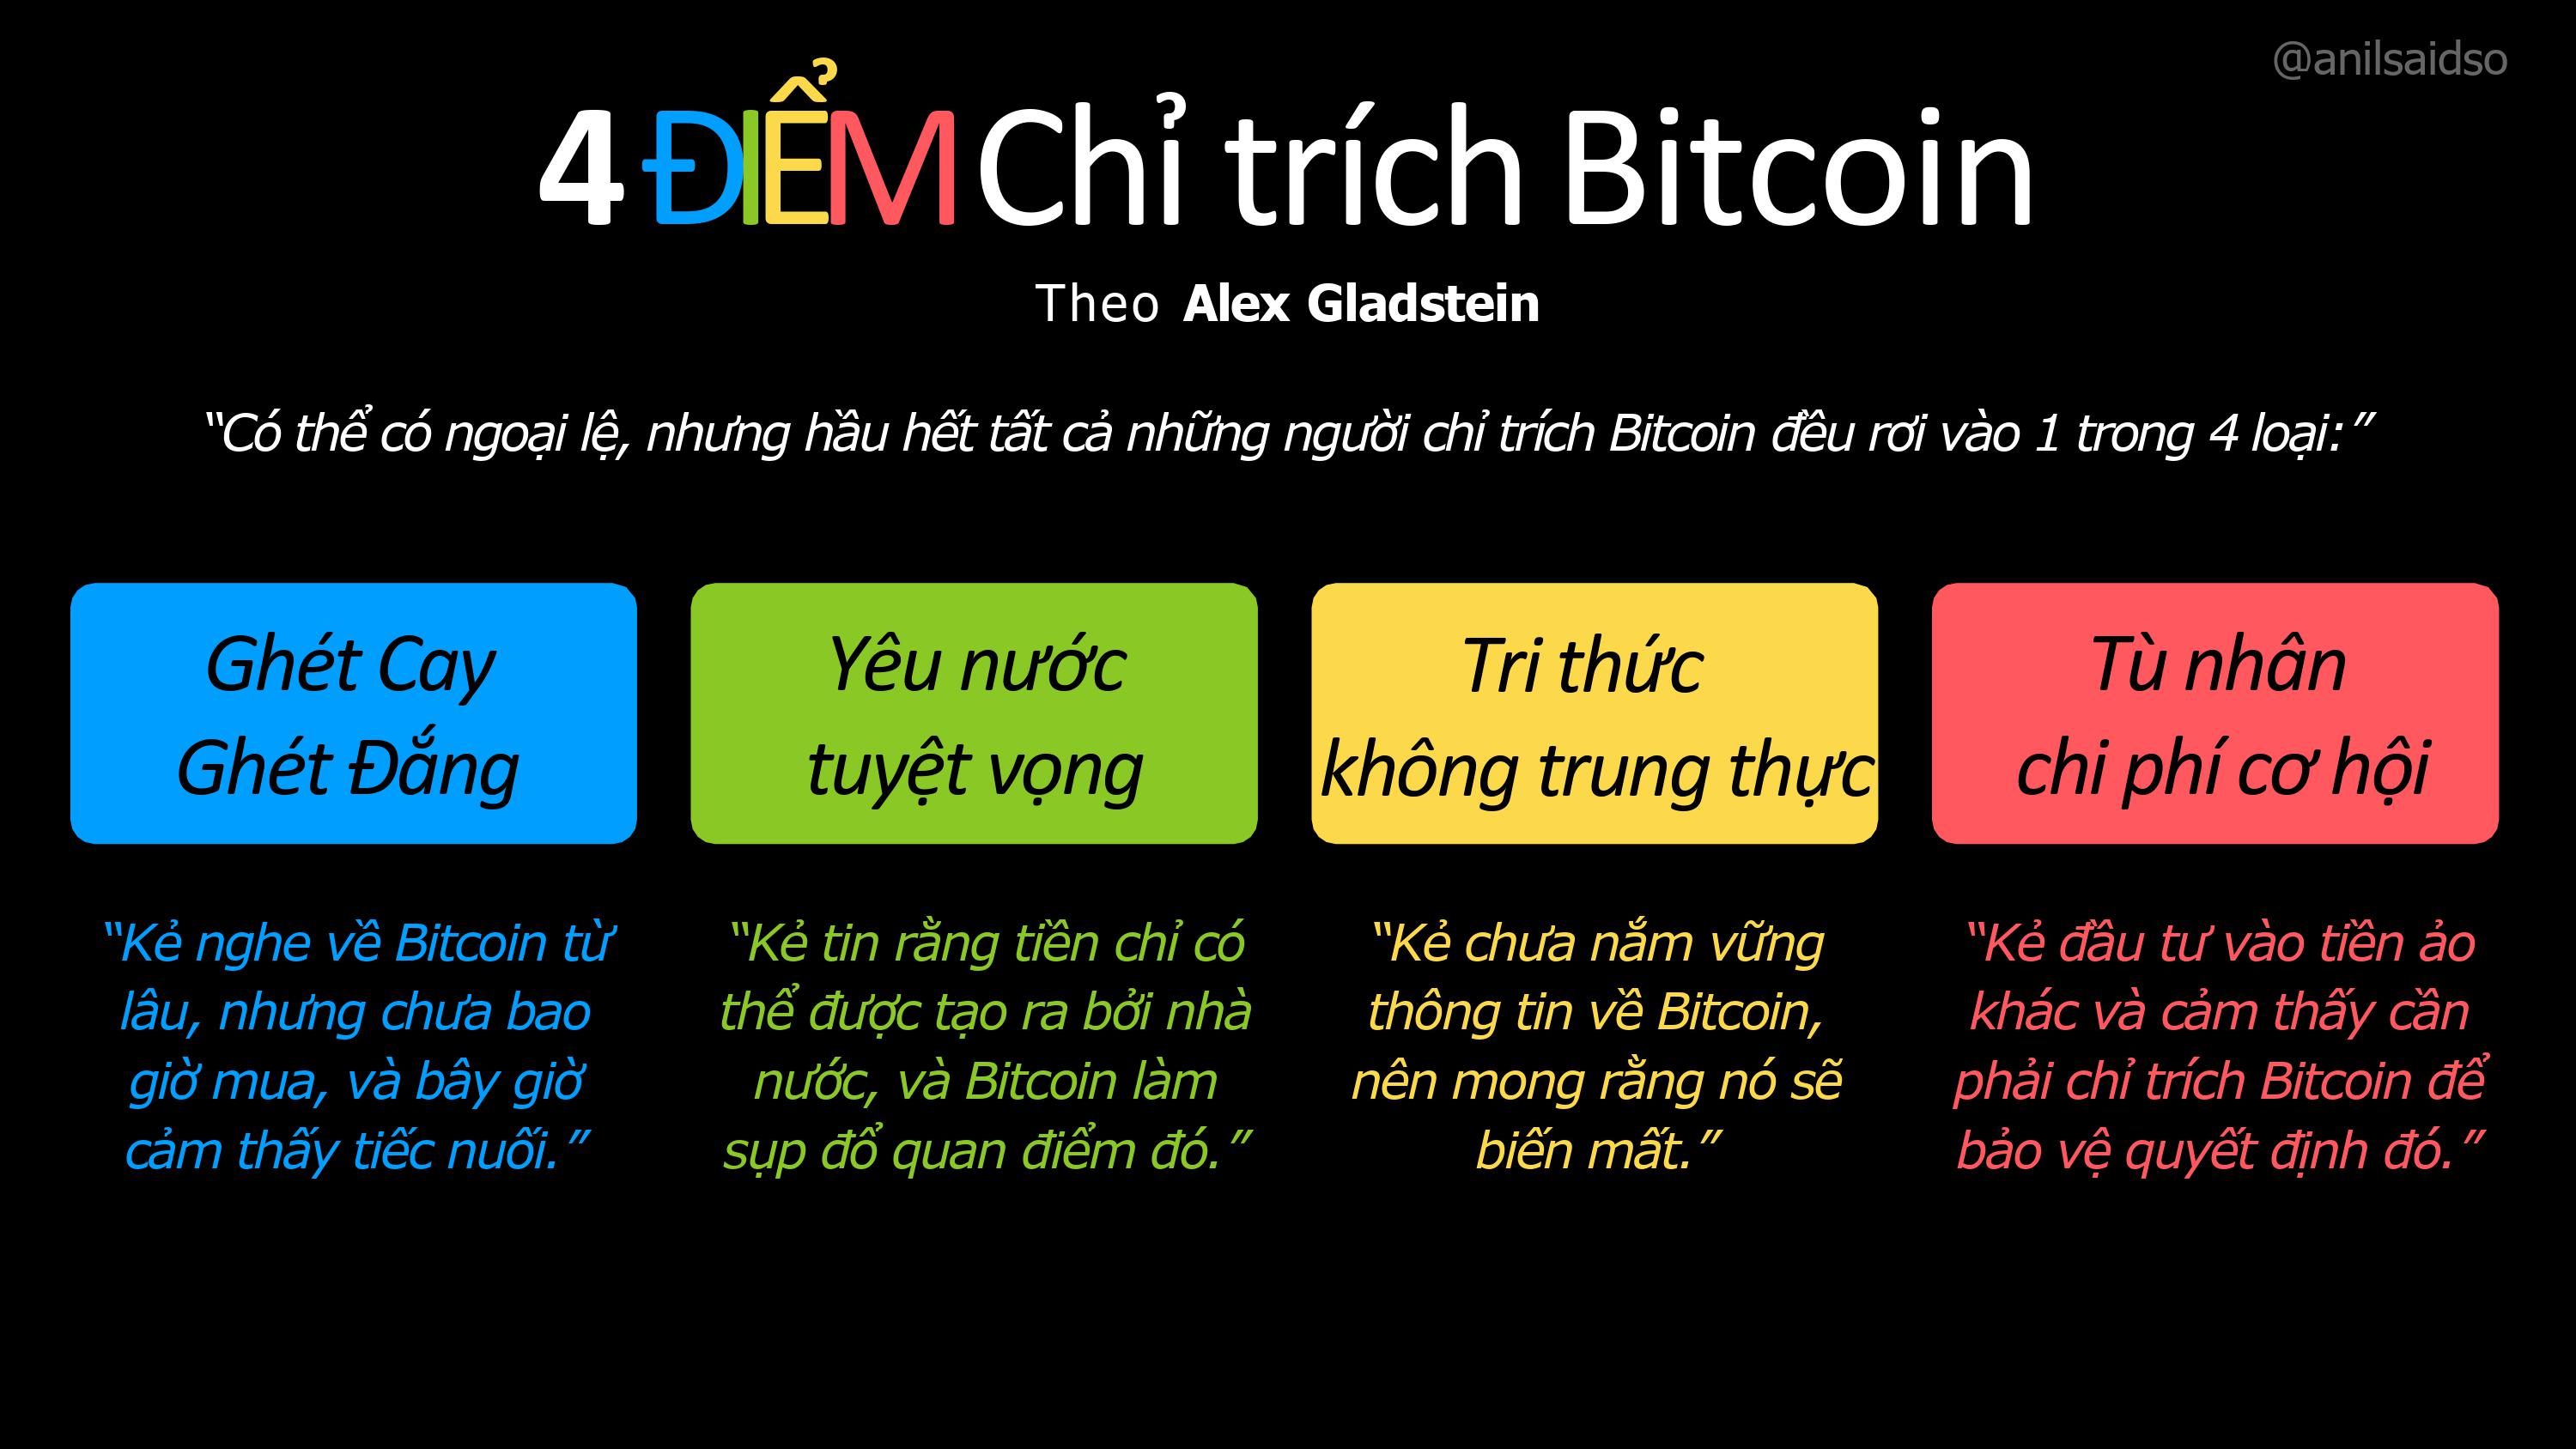 @anilsaidso
4 ĐIỂM Chỉ trích Bitcoin
Theo Alex Gladstein
“Có thể có ngoại lệ, nhưng hầu hết tất cả những người chỉ trích Bitcoin đều rơi vào 1 trong 4 loại:”
Ghét Cay
Ghét Đắng
“Kẻ nghe về Bitcoin từ
lâu, nhưng chưa bao
giờ mua, và bây giờ
cảm thấy tiếc nuối.”
Yêu nước
tuyệt vọng
“Kẻ tin rằng tiền chỉ có
thể được tạo ra bởi nhà
nước, và Bitcoin làm
sụp đổ quan điểm đó.”
Tri thức
không trung thực
“Kẻ chưa nắm vững
thông tin về Bitcoin,
nên mong rằng nó sẽ
biến mất.”
Tù nhân
chi phí cơ hội
“Kẻ đầu tư vào tiền ảo
khác và cảm thấy cần
phải chỉ trích Bitcoin để
bảo vệ quyết định đó.”